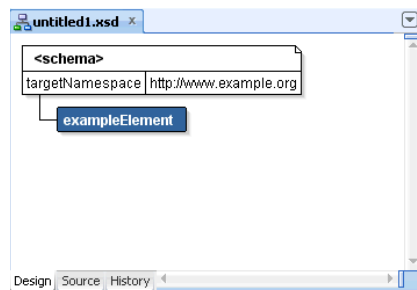 untitled1.xsd ×
<schema>
targetNamespace http://www.example.org
exampleElement
Design Source History